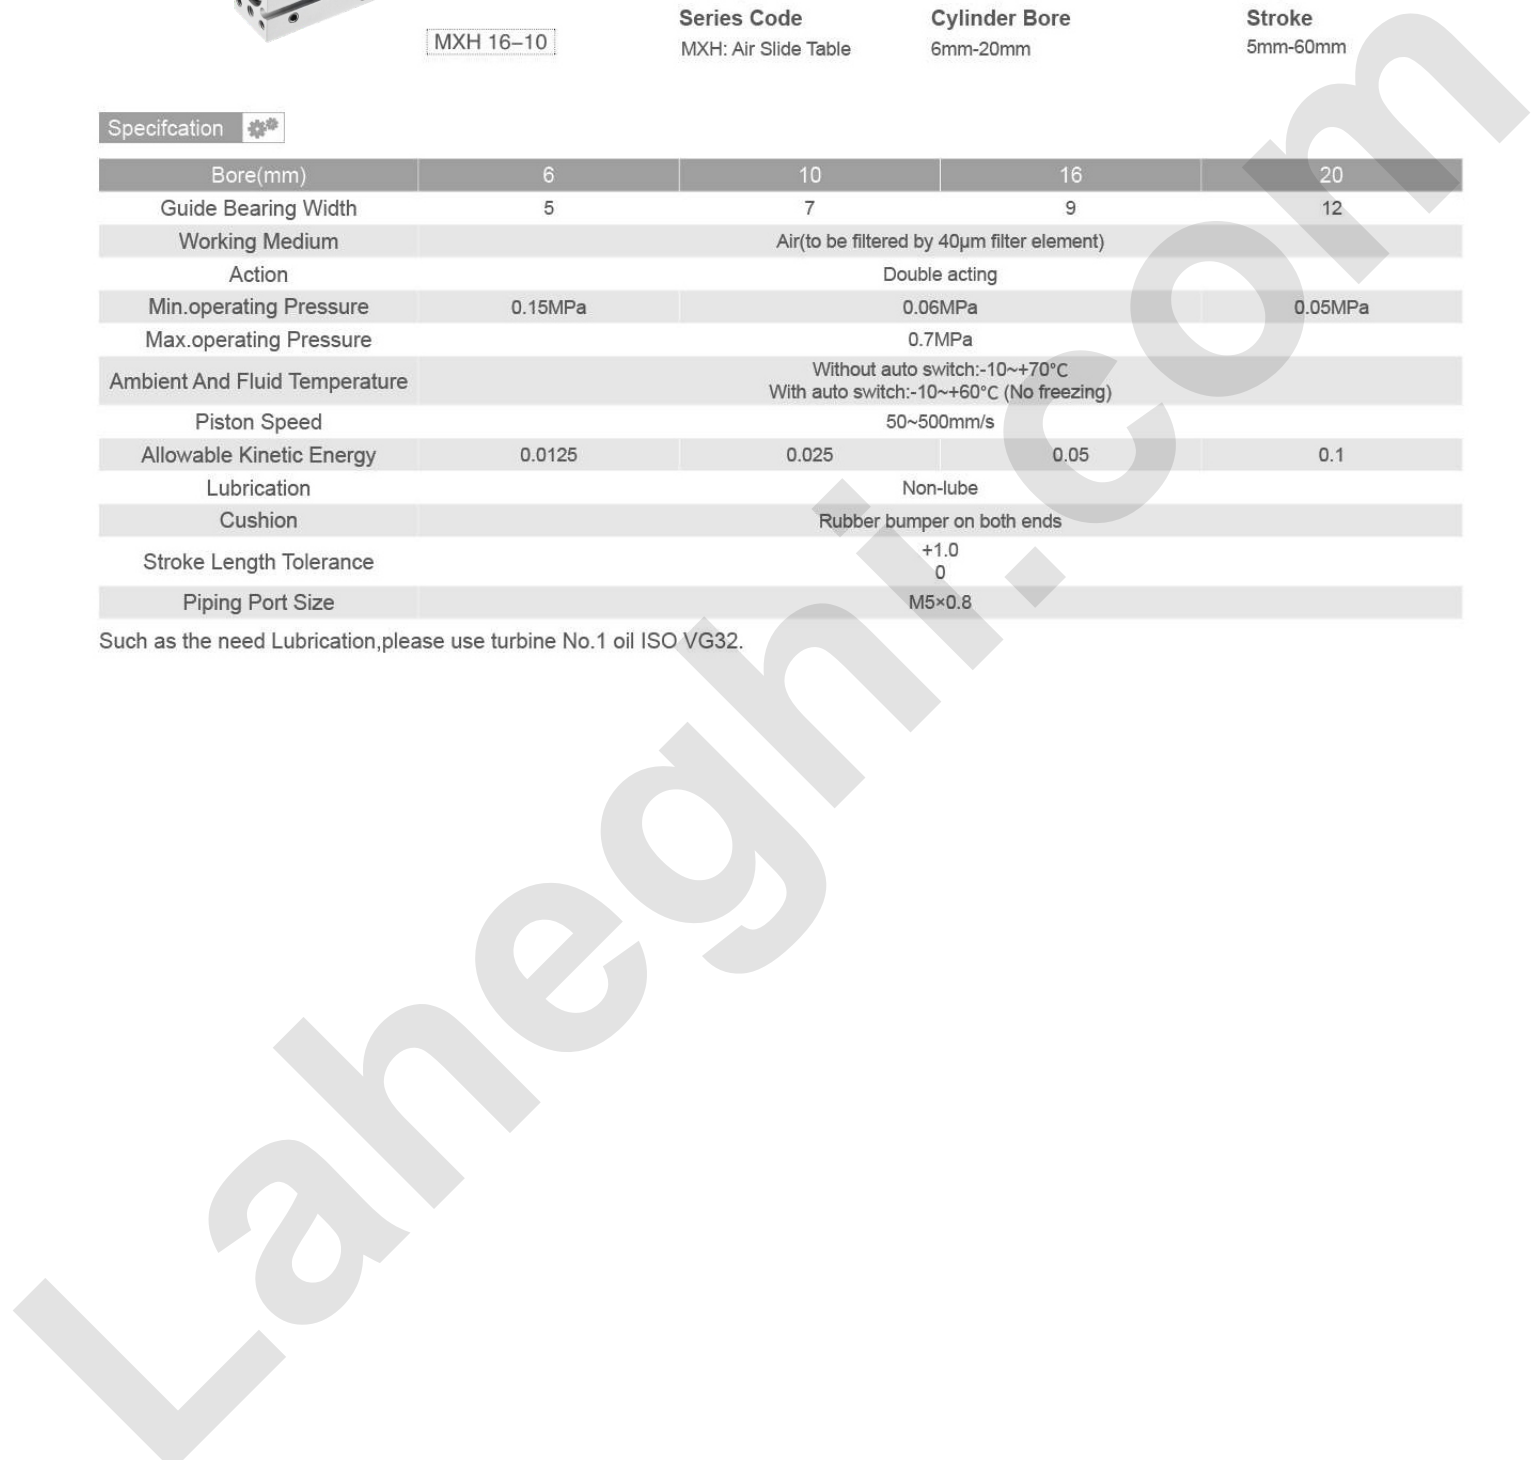 Series Code Cylinder Bore Stroke
MXH 16–10 MXH: Air Slide Table 6mm-20mm 5mm-60mm
Specifcation
Bore(mm) 6 10 16 20
Guide Bearing Width 5 7 9 12
Working Medium Air(to be filtered by 40μm filter element)
Action Double acting
Min.operating Pressure 0.15MPa 0.06MPa 0.05MPa
Max.operating Pressure 0.7MPa
Ambient And Fluid Temperature Without auto switch:-10~+70°C
With auto switch:-10~+60°C (No freezing)
Piston Speed 50~500mm/s
Allowable Kinetic Energy 0.0125 0.025 0.05 0.1
Lubrication Non-lube
Cushion Rubber bumper on both ends
Stroke Length Tolerance +1.0
0
Piping Port Size M5×0.8
Such as the need Lubrication,please use turbine No.1 oil ISO VG32.
Laheghi.com